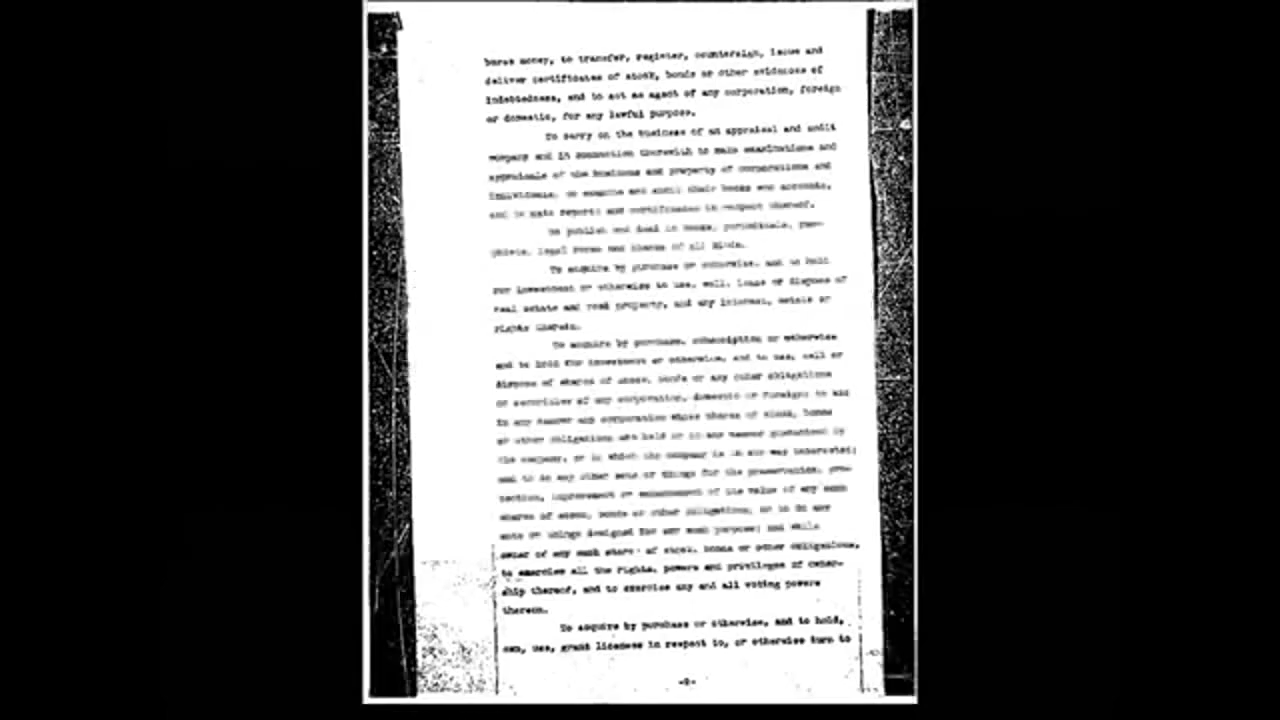 burse money, to transfer, register, countersign, issue and
deliver certificates of stock, bonds or other evidences of
indebtedness, and to act as agent of any corporation, foreign
or domestic, for any lawful purpose.
To carry on the business of an appraisal and audit
company and in connection therewith to make examinations and
appraisals of the business and property of corporations and
individuals, to examine and audit their books and accounts,
and to make reports and certificates in respect thereof.
To publish and deal in books, periodicals, pam-
phlets, legal forms and blanks of all kinds.
To acquire by purchase or otherwise, and to hold
for investment or otherwise to use, sell, lease or dispose of
real estate and real property, and any interest, estate or
rights therein.
To acquire by purchase, subscription or otherwise
and to hold for investment or otherwise, and to use, sell or
dispose of shares of stock, bonds or any other obligations
or securities of any corporation, domestic or foreign; to aid
in any manner any corporation whose shares of stock, bonds
or other obligations are held or in any manner guaranteed by
the company, or in which the company is in any way interested;
and to do any other acts or things for the preservation, pro-
tection, improvement or enhancement of the value of any such
shares of stock, bonds or other obligations, or to do any
acts or things designed for any such purpose; and while
owner of any such shares of stock, bonds or other obligations,
to exercise all the rights, powers and privileges of owner-
ship thereof, and to exercise any and all voting powers
thereon.
To acquire by purchase or otherwise, and to hold,
own, use, grant licenses in respect to, or otherwise turn to